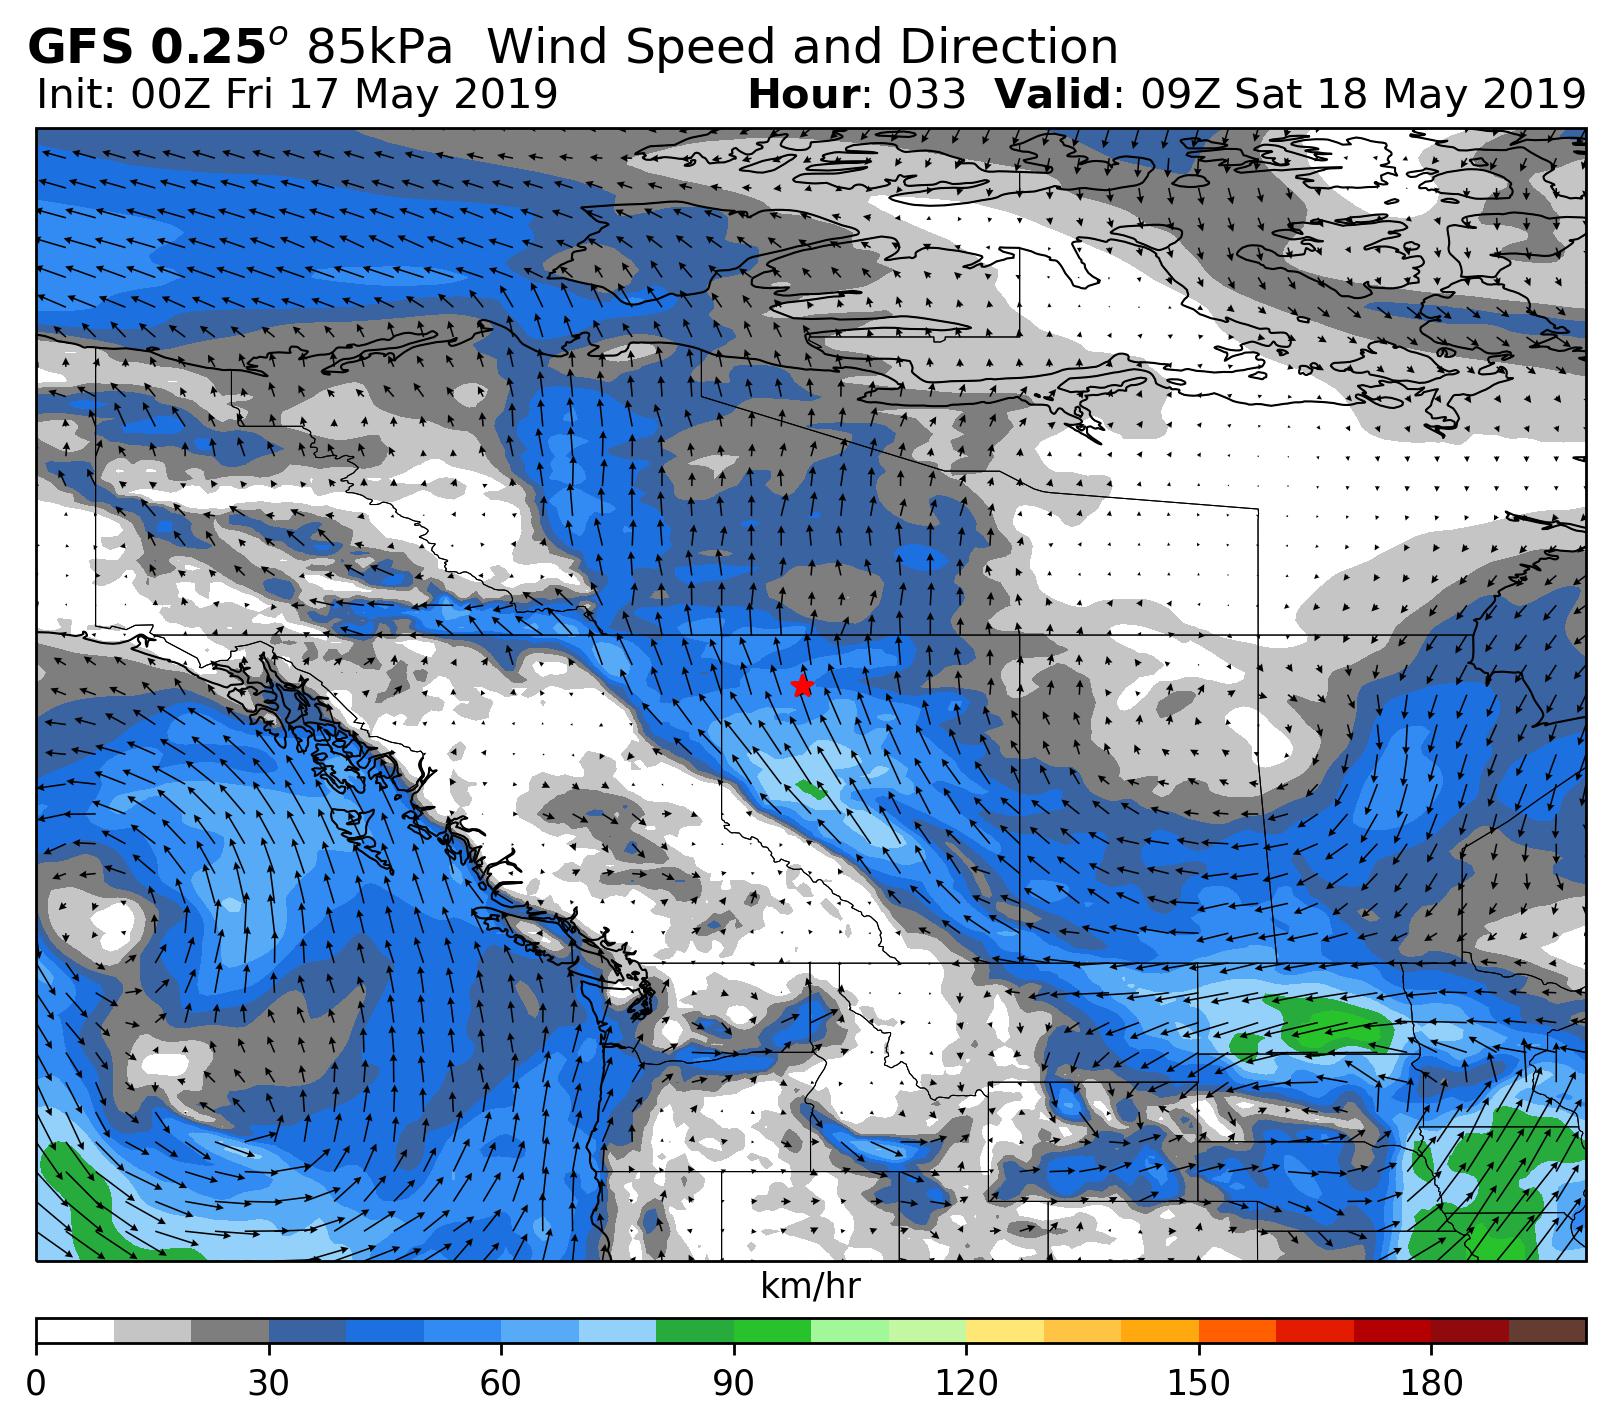 GFS 0.25° 85kPa Wind Speed and Direction
Init: 00Z Fri 17 May 2019 Hour: 033 Valid: 09Z Sat 18 May 2019
km/hr
0 30 60 90 120 150 180